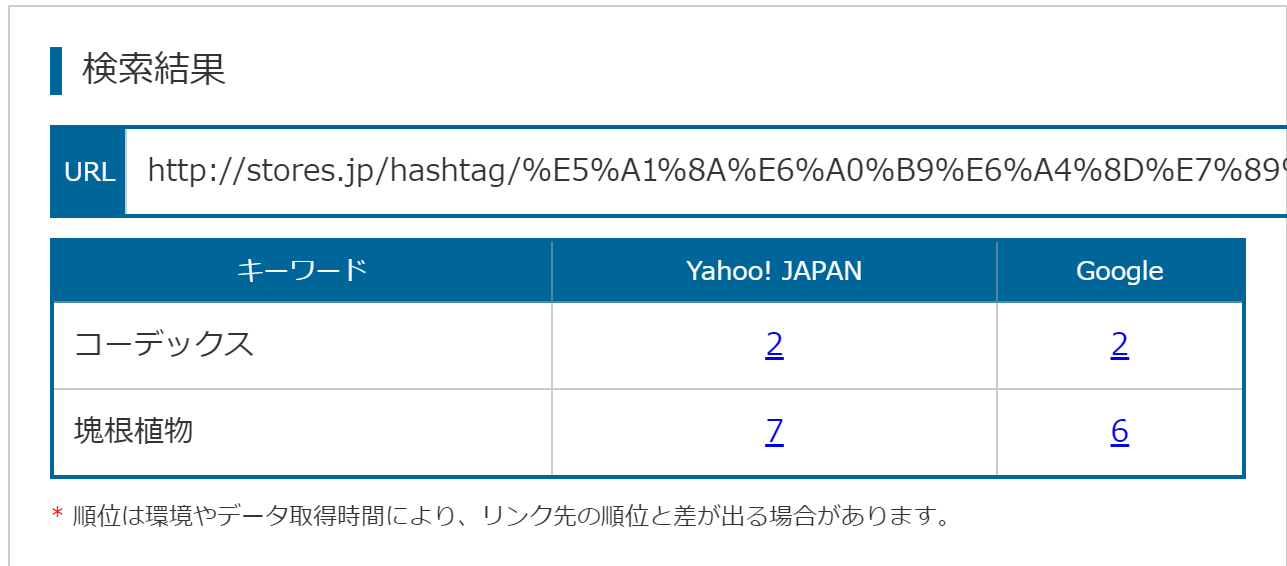 検索結果
URL http://stores.jp/hashtag/%E5%A1%8A%E6%A0%B9%E6%A4%8D%E7%89%
キーワード Yahoo! JAPAN Google
コーデックス 2 2
塊根植物 7 6
* 順位は環境やデータ取得時間により、リンク先の順位と差が出る場合があります。